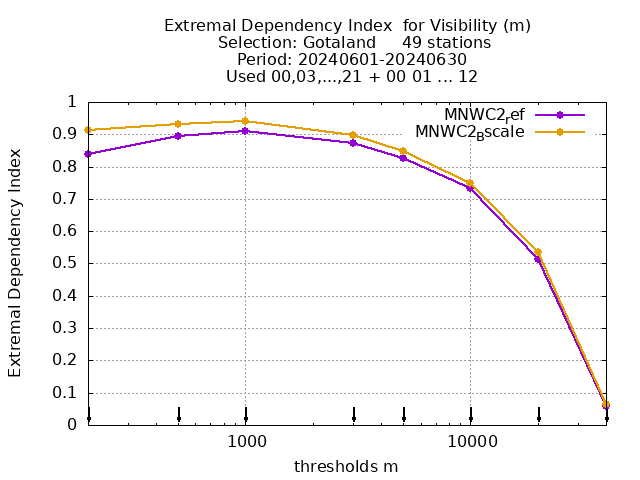 Extremal Dependency Index  for Visibility (m)
Selection: Gotaland     49 stations
Period: 20240601-20240630
Used 00,03,...,21 + 00 01 ... 12
MNWC2ref
MNWC2Bscale
1
0.9
0.8
0.7
0.6
0.5
0.4
0.3
0.2
0.1
0
Extremal Dependency Index
1000
10000
thresholds m